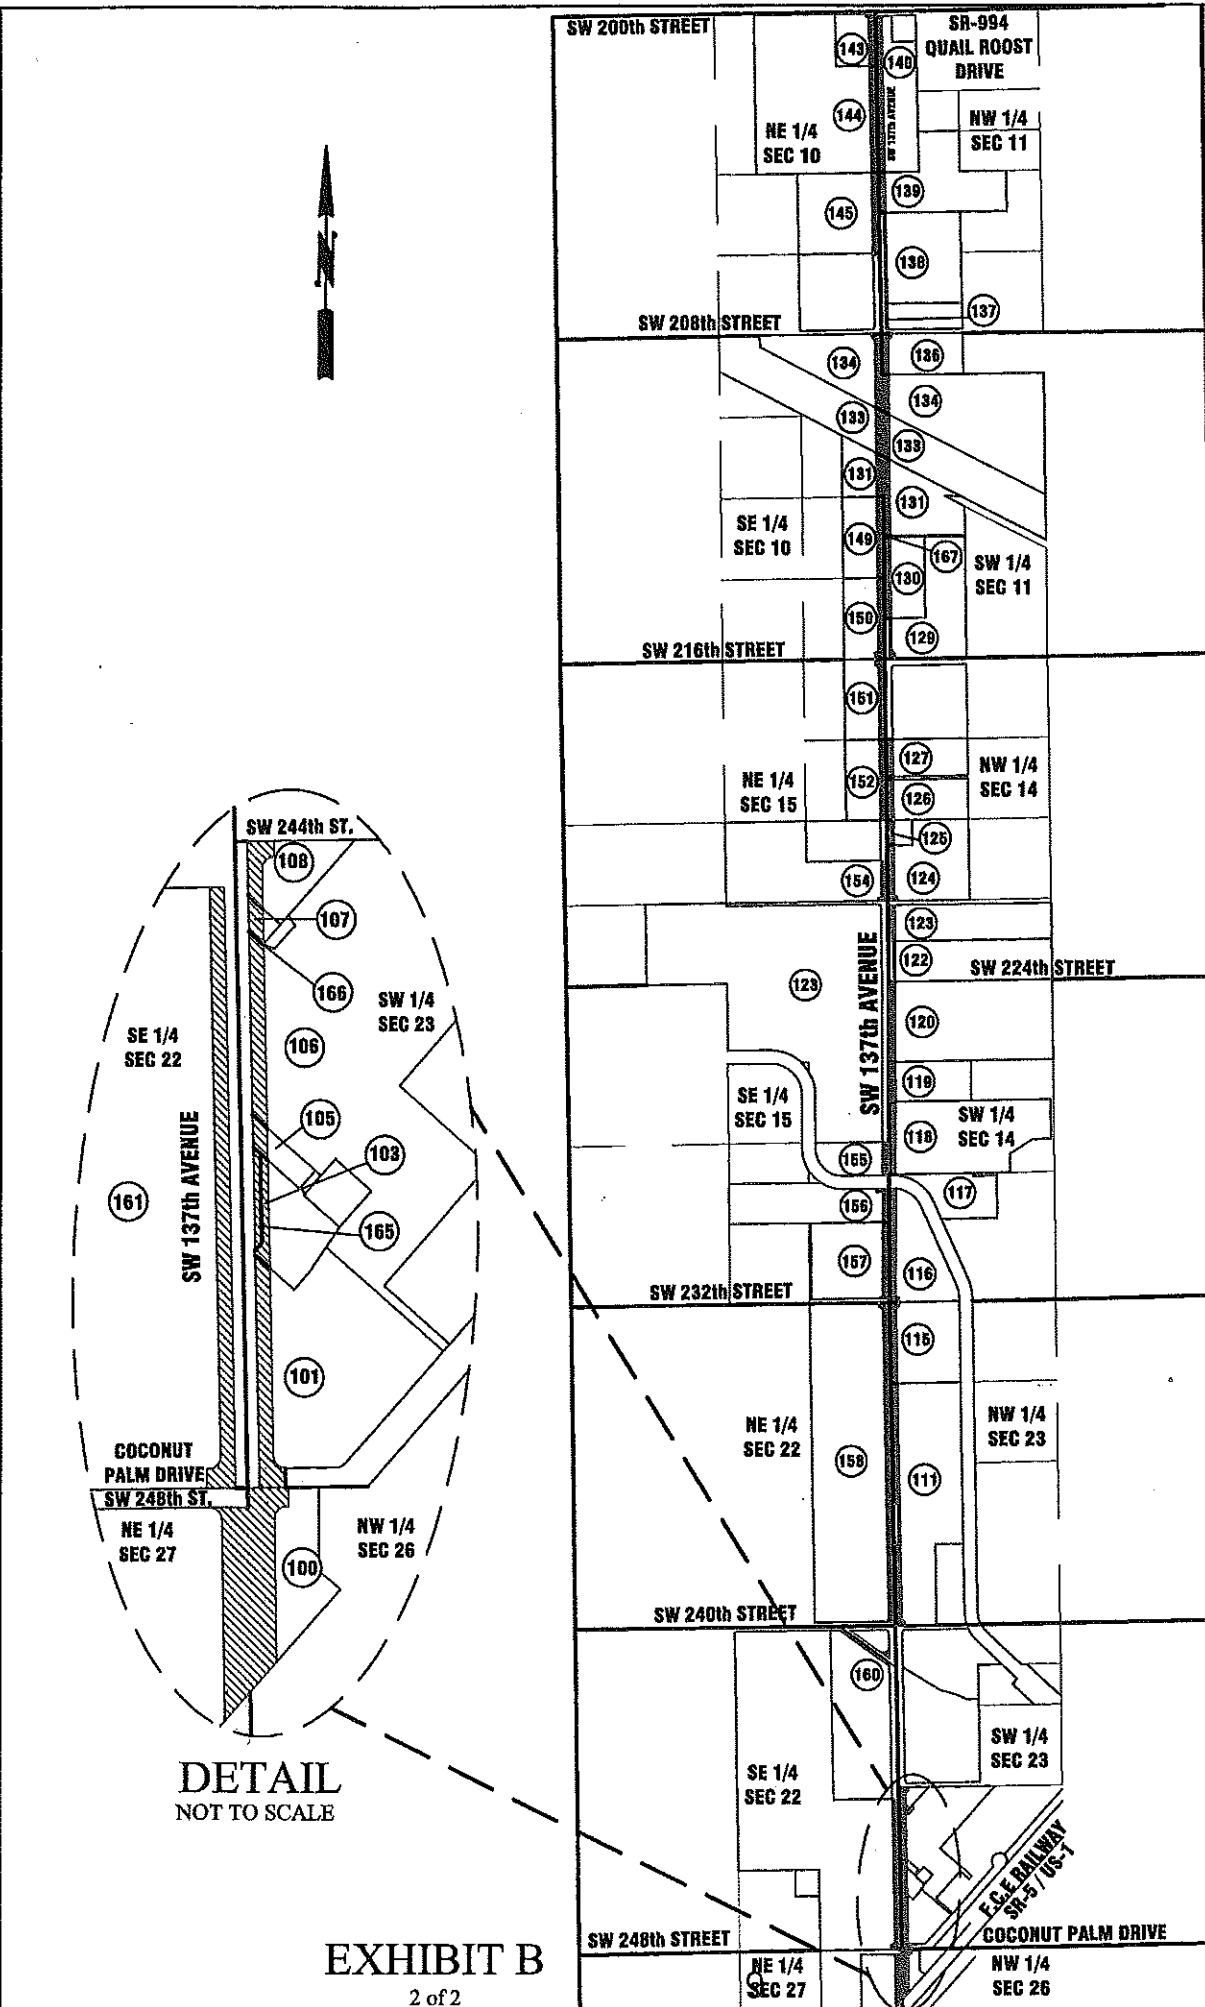 SW 200th STREET
SR-994
QUAIL ROOST
DRIVE
143
140
144
SW 137TH AVENUE
NE 1/4
SEC 10
NW 1/4
SEC 11
139
145
138
137
SW 208th STREET
134
136
134
133
133
131
131
SE 1/4
SEC 10
149
167
SW 1/4
SEC 11
130
150
129
SW 216th STREET
151
127
NE 1/4
SEC 15
152
NW 1/4
SEC 14
126
125
154
124
123
SW 137th AVENUE
122
SW 224th STREET
123
120
119
SE 1/4
SEC 15
118
SW 1/4
SEC 14
155
117
156
157
116
SW 232th STREET
115
NE 1/4
SEC 22
NW 1/4
SEC 23
158
111
SW 240th STREET
160
SW 1/4
SEC 23
SE 1/4
SEC 22
F.C.E RAILWAY
SR-5 / US-1
SW 248th STREET
COCONUT PALM DRIVE
NE 1/4
SEC 27
NW 1/4
SEC 26
N
SW 244th ST.
108
107
166
SW 1/4
SEC 23
SE 1/4
SEC 22
106
105
103
SW 137th AVENUE
161
165
101
COCONUT
PALM DRIVE
SW 248th ST.
NE 1/4
SEC 27
NW 1/4
SEC 26
100
DETAIL
NOT TO SCALE
EXHIBIT B
2 of 2